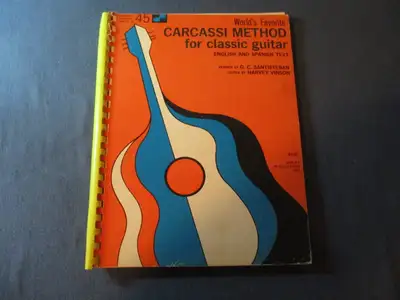 45
World's Favorite
CARCASSI METHOD
for classic guitar
ENGLISH AND SPANISH TEXT
G. C. SANTISTEBAN
HARVEY VINSON